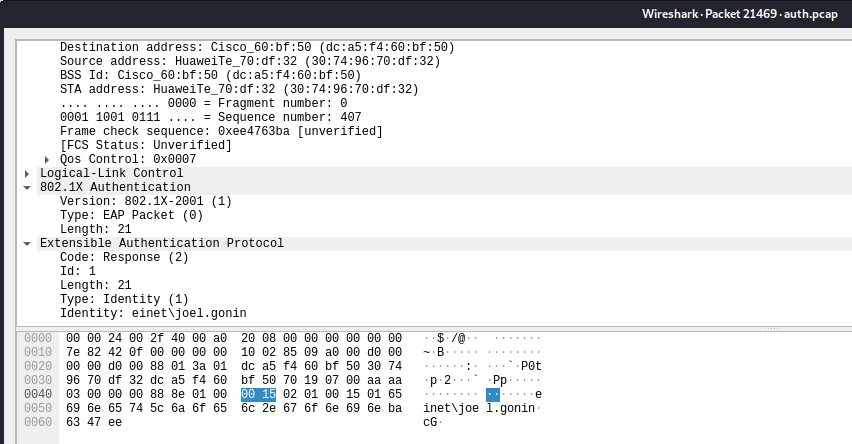 Wireshark · Packet 21469 · auth.pcap
Destination address: Cisco_60:bf:50 (dc:a5:f4:60:bf:50)
Source address: HuaweiTe_70:df:32 (30:74:96:70:df:32)
BSS Id: Cisco_60:bf:50 (dc:a5:f4:60:bf:50)
STA address: HuaweiTe_70:df:32 (30:74:96:70:df:32)
.... .... .... 0000 = Fragment number: 0
0001 1001 0111 .... = Sequence number: 407
Frame check sequence: 0xee4763ba [unverified]
[FCS Status: Unverified]
Qos Control: 0x0007
Logical-Link Control
802.1X Authentication
Version: 802.1X-2001 (1)
Type: EAP Packet (0)
Length: 21
Extensible Authentication Protocol
Code: Response (2)
Id: 1
Length: 21
Type: Identity (1)
Identity: einet\joel.gonin
0000 00 00 24 00 2f 40 00 a0 20 08 00 00 00 00 00 00 ··$·/@·· ·······
0010 7e 82 42 0f 00 00 00 00 10 02 85 09 a0 00 d0 00 ~·B····· ········
0020 00 00 d0 00 88 01 3a 01 dc a5 f4 60 bf 50 30 74 ······:· ···`·P0t
0030 96 70 df 32 dc a5 f4 60 bf 50 70 19 07 00 aa aa ·p·2···` ·Pp·····
0040 03 00 00 00 88 8e 01 00 00 15 02 01 00 15 01 65 ········ ·······e
0050 69 6e 65 74 5c 6a 6f 65 6c 2e 67 6f 6e 69 6e ba inet\joe l.gonin·
0060 63 47 ee cG·